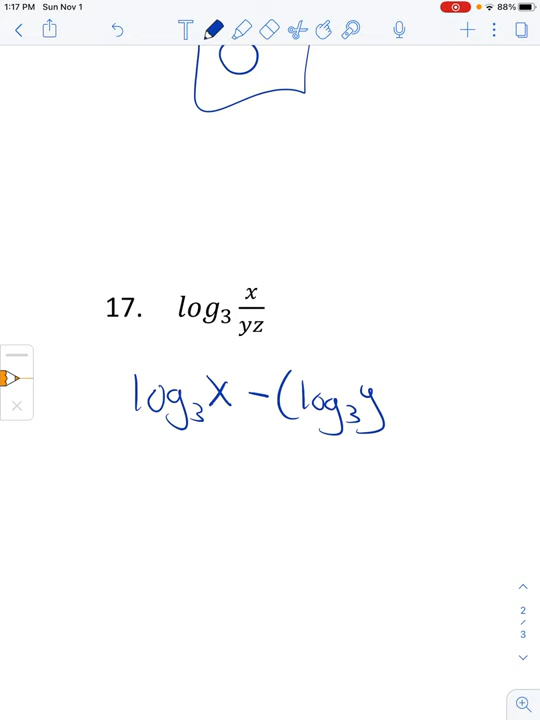 1:17 PM Sun Nov 1 88%
T
17. log₃ x/yz
log₃x - (log₃y
2
/
3